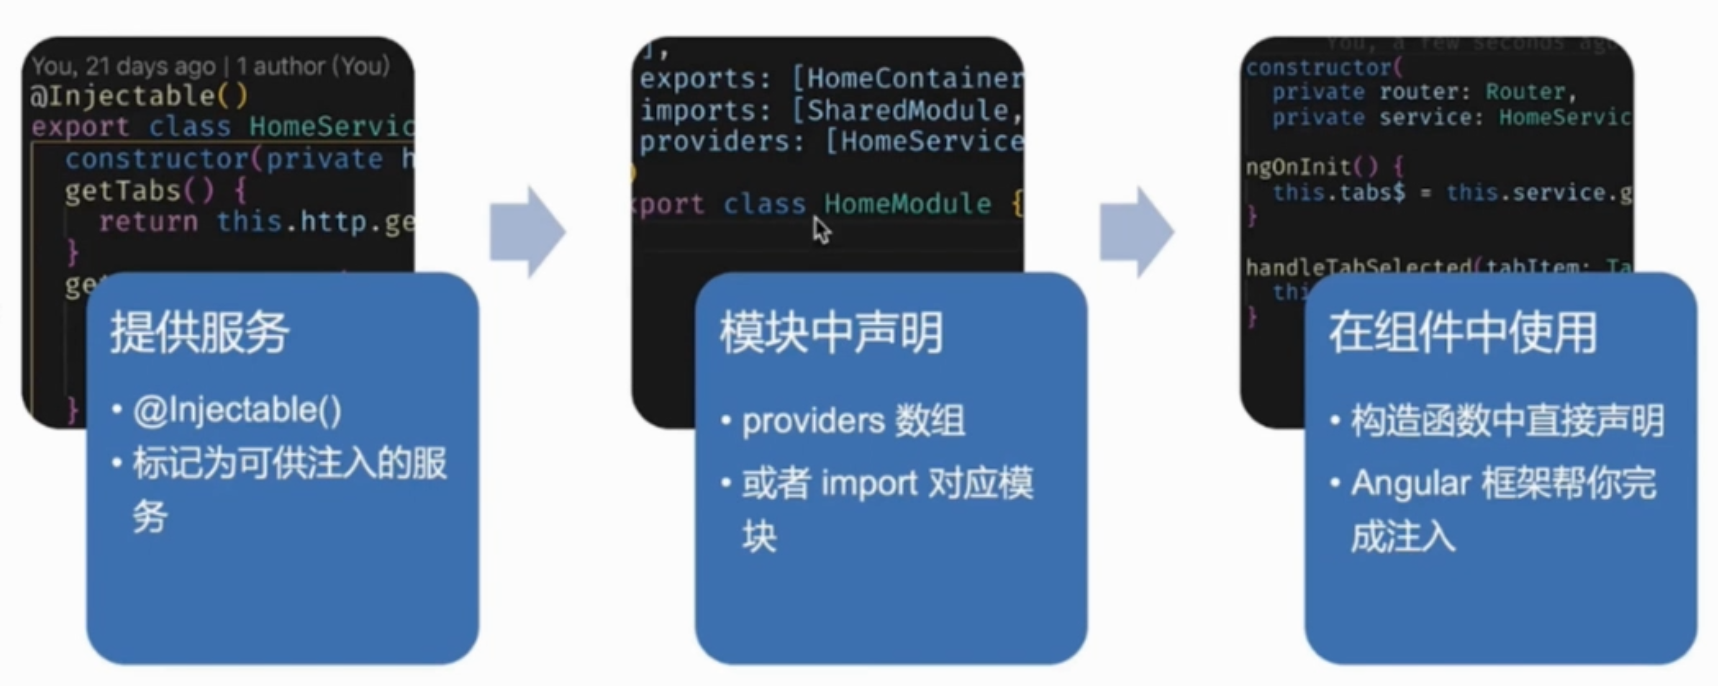 You, 21 days ago | 1 author (You)
@Injectable()
export class HomeServic
constructor(private h
getTabs() {
return this.http.ge
}
ge
}
提供服务
• @Injectable()
• 标记为可供注入的服
务
],
exports: [HomeContainer
imports: [SharedModule,
providers: [HomeService
)
port class HomeModule {
模块中声明
• providers 数组
• 或者 import 对应模
块
You, a few seconds ago
constructor(
private router: Router,
private service: HomeServic
ngOnInit() {
this.tabs$ = this.service.g
}
handleTabSelected(tabItem: Ta
thi
}
在组件中使用
• 构造函数中直接声明
• Angular 框架帮你完
成注入